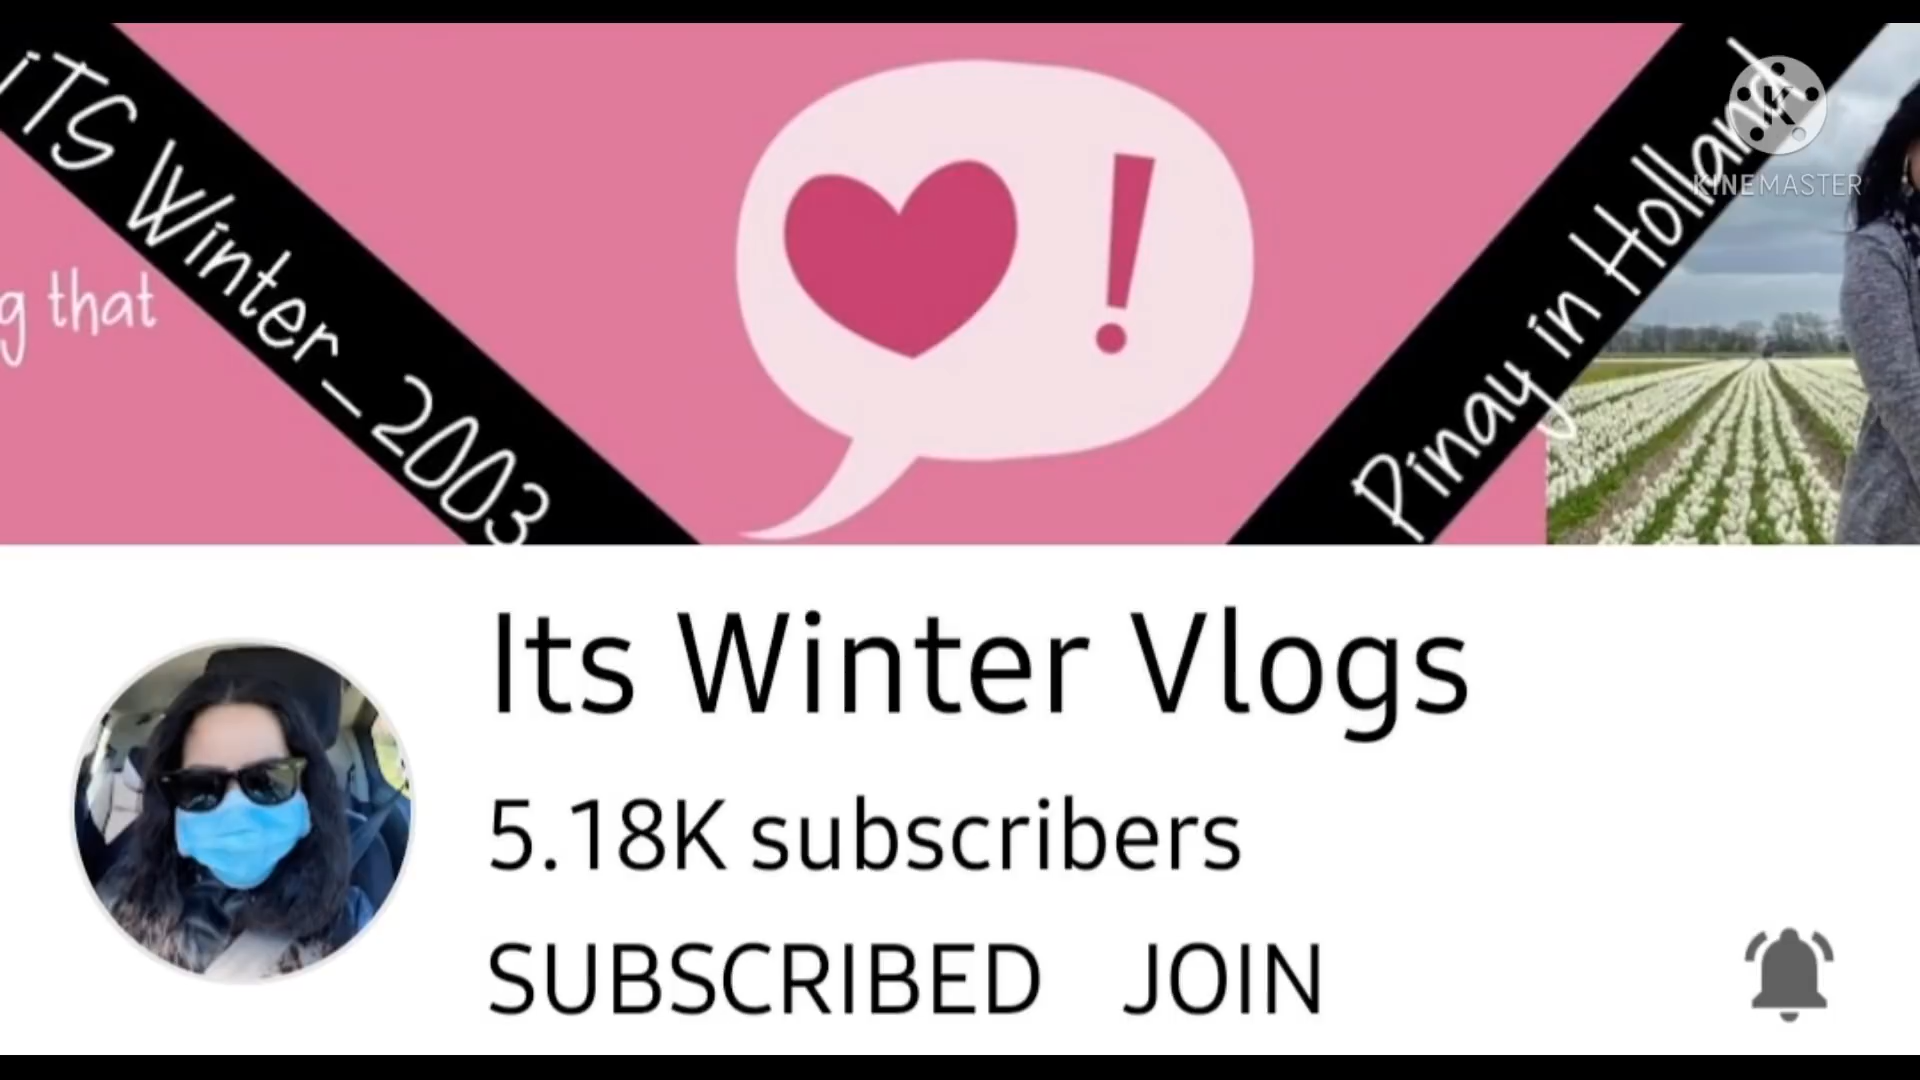 iTS Winter_2003
g that
Pinay in Holland
K
KINEMASTER
Its Winter Vlogs
5.18K subscribers
SUBSCRIBED JOIN